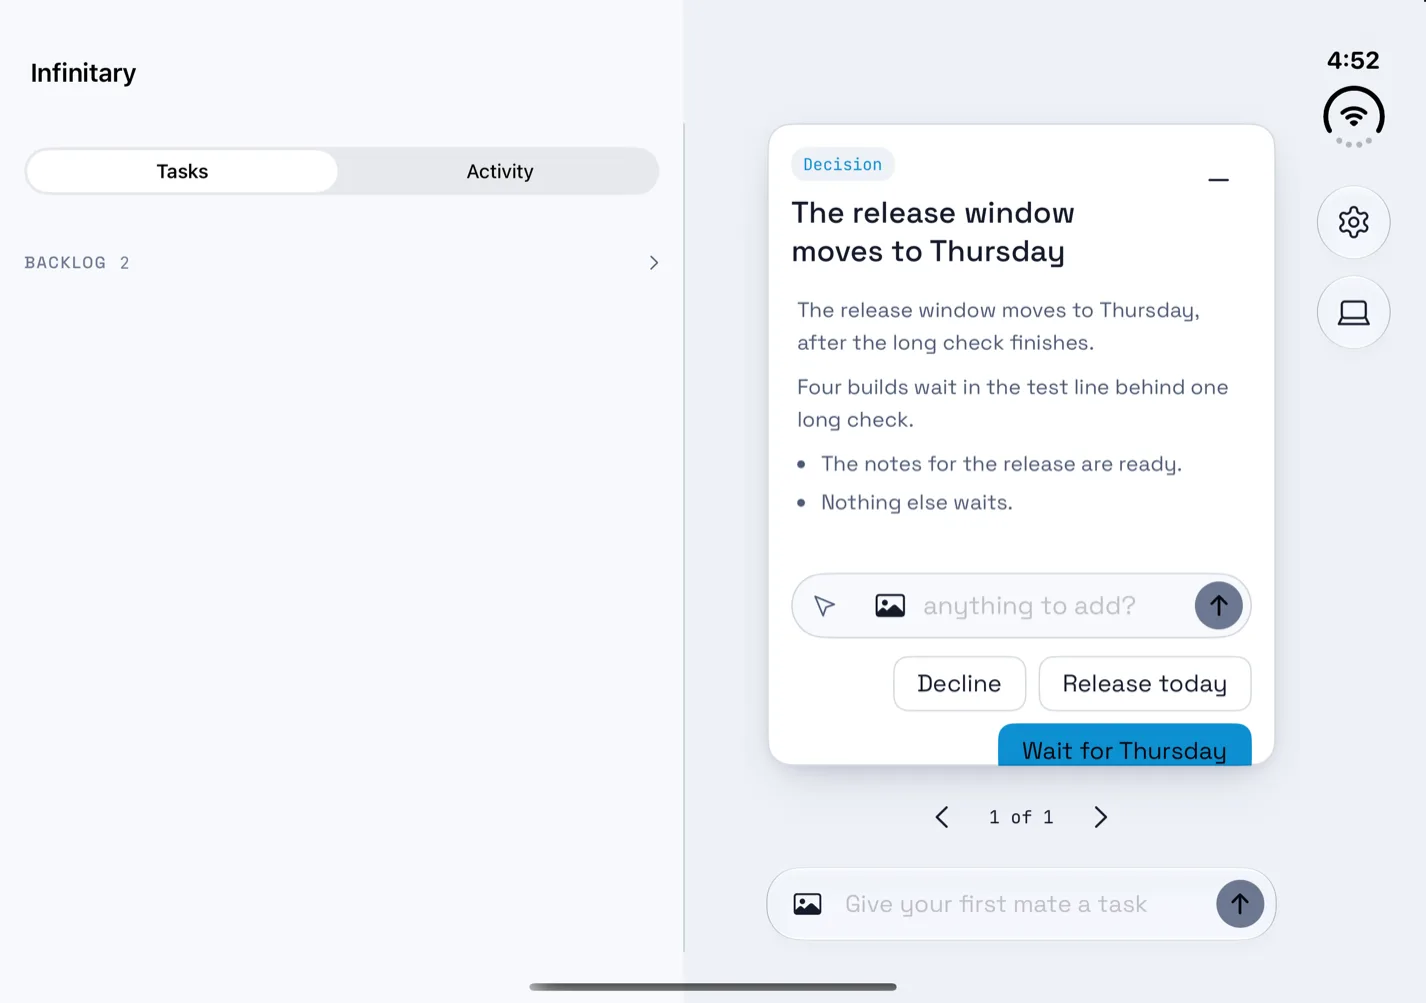 Infinitary
Tasks
Activity
BACKLOG 2
4:52
Decision
The release window
moves to Thursday
The release window moves to Thursday,
after the long check finishes.
Four builds wait in the test line behind one
long check.
• The notes for the release are ready.
• Nothing else waits.
anything to add?
Decline
Release today
Wait for Thursday
1 of 1
Give your first mate a task